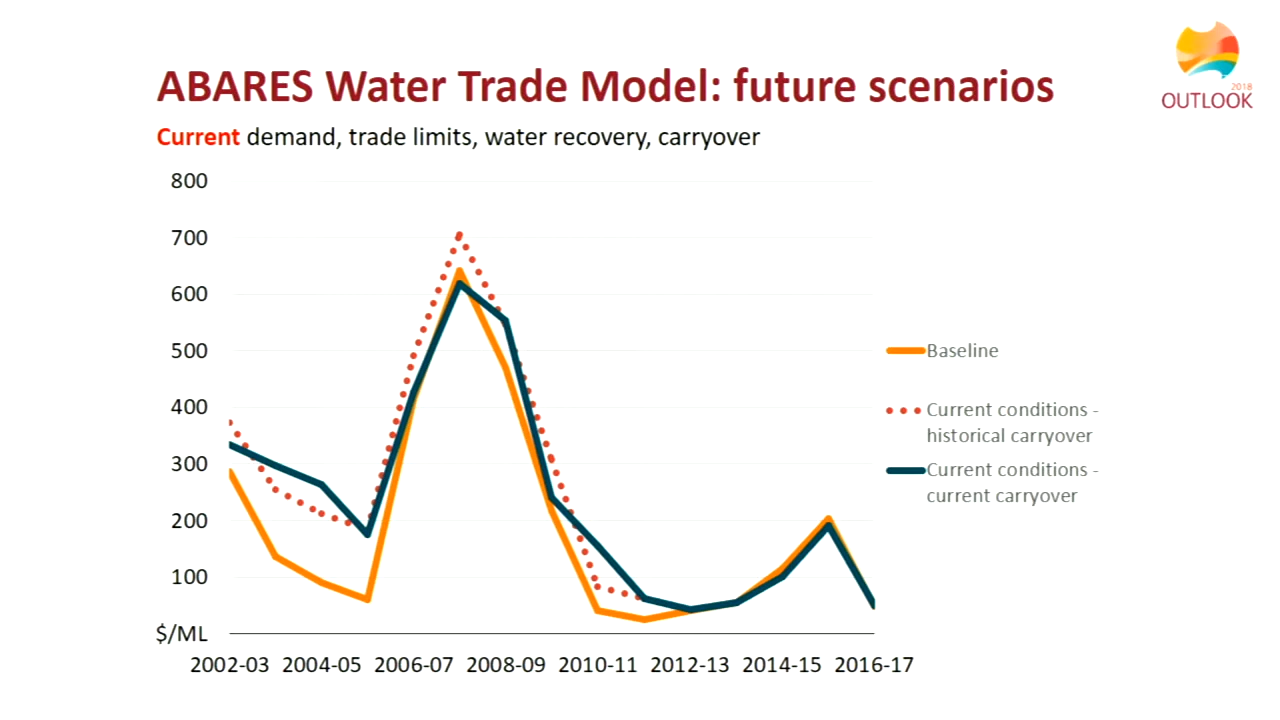 ABARES Water Trade Model: future scenarios
2018
OUTLOOK
Current demand, trade limits, water recovery, carryover
800
700
600
500
400
300
200
100
$/ML
2002-03 2004-05 2006-07 2008-09 2010-11 2012-13 2014-15 2016-17
Baseline
Current conditions -
historical carryover
Current conditions -
current carryover